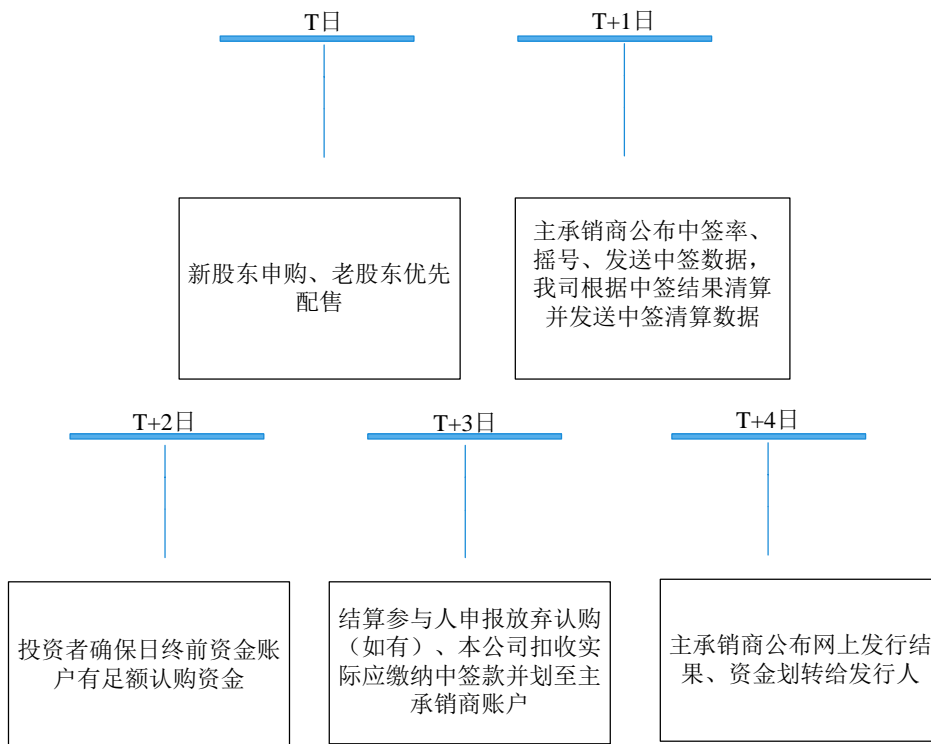 T日
T+1日
新股东申购、老股东优先
配售
主承销商公布中签率、
摇号、发送中签数据，
我司根据中签结果清算
并发送中签清算数据
T+2日
T+3日
T+4日
投资者确保日终前资金账
户有足额认购资金
结算参与人申报放弃认购
（如有）、本公司扣收实
际应缴纳中签款并划至主
承销商账户
主承销商公布网上发行结
果、资金划转给发行人